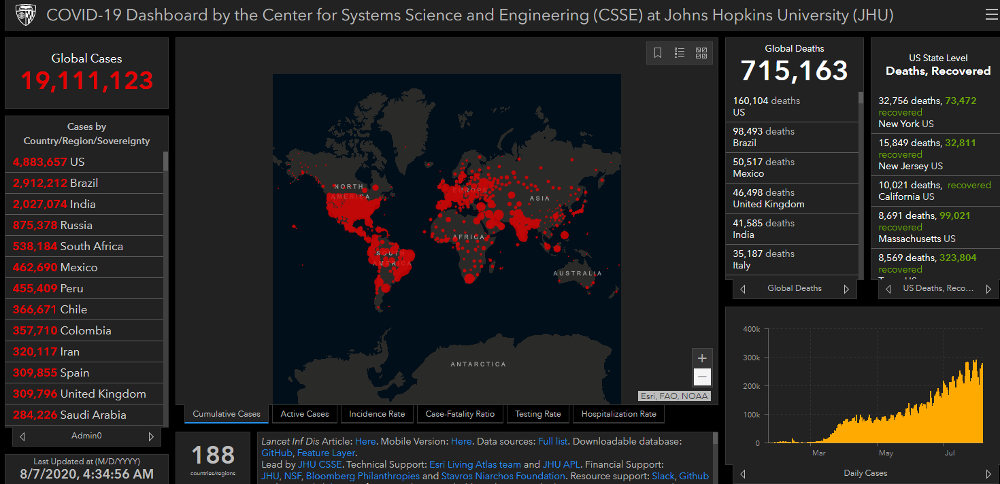 COVID-19 Dashboard by the Center for Systems Science and Engineering (CSSE) at Johns Hopkins University (JHU)
Global Cases
19,111,123
Cases by
Country/Region/Sovereignty
4,883,657 US
2,912,212 Brazil
2,027,074 India
875,378 Russia
538,184 South Africa
462,690 Mexico
455,409 Peru
366,671 Chile
357,710 Colombia
320,117 Iran
309,855 Spain
309,796 United Kingdom
284,226 Saudi Arabia
Admin0
Last Updated at (M/D/YYYY)
8/7/2020, 4:34:56 AM
NORTH
AMERICA
EUROPE
ASIA
AFRICA
SOUTH
AMERICA
AUSTRALIA
ANTARCTICA
Esri, FAO, NOAA
Cumulative Cases
Active Cases
Incidence Rate
Case-Fatality Ratio
Testing Rate
Hospitalization Rate
188
countries/regions
Lancet Inf Dis Article: Here. Mobile Version: Here. Data sources: Full list. Downloadable database:
GitHub, Feature Layer.
Lead by JHU CSSE. Technical Support: Esri Living Atlas team and JHU APL. Financial Support:
JHU, NSF, Bloomberg Philanthropies and Stavros Niarchos Foundation. Resource support: Slack, Github
Global Deaths
715,163
160,104 deaths
US
98,493 deaths
Brazil
50,517 deaths
Mexico
46,498 deaths
United Kingdom
41,585 deaths
India
35,187 deaths
Italy
Global Deaths
US State Level
Deaths, Recovered
32,756 deaths, 73,472
recovered
New York US
15,849 deaths, 32,811
recovered
New Jersey US
10,021 deaths, recovered
California US
8,691 deaths, 99,021
recovered
Massachusetts US
8,569 deaths, 323,804
recovered
US Deaths, Reco...
400k
300k
200k
100k
0
Mar
May
Jul
Daily Cases